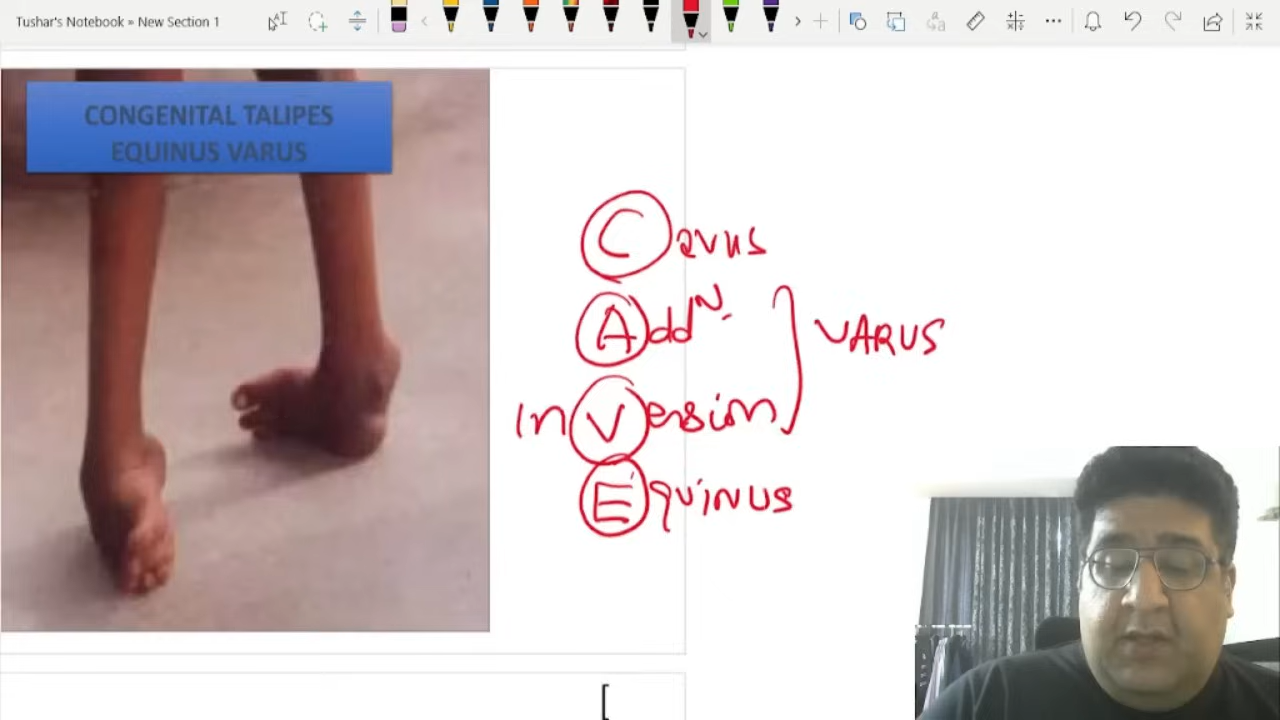 Tushar's Notebook » New Section 1
CONGENITAL TALIPES
EQUINUS VARUS
Cavus
Addᴺ.
InVersion
VARUS
Equinus
[